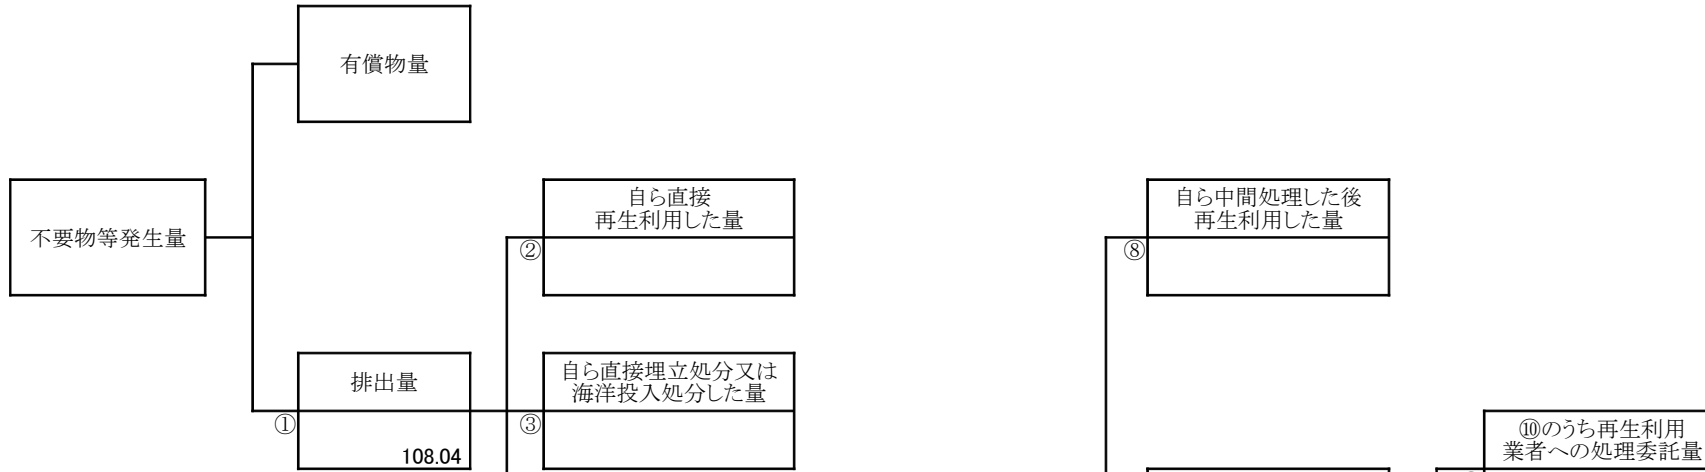 有償物量
不要物等発生量
自ら直接
再生利用した量
②
自ら中間処理した後
再生利用した量
⑧
排出量
①
108.04
自ら直接埋立処分又は
海洋投入処分した量
③
⑩のうち再生利用
業者への処理委託量